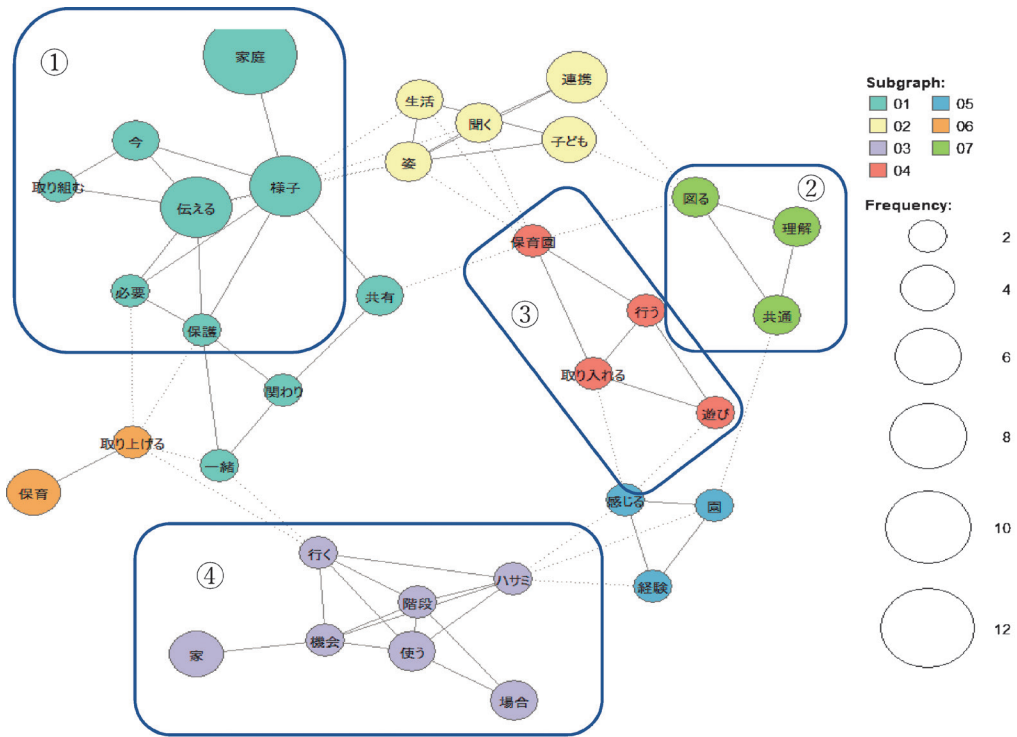 ①
家庭
今
取り組む
伝える
様子
必要
保護
共有
関わり
一緒
取り上げる
保育
生活
聞く
連携
子ども
姿
②
図る
理解
共通
③
保育園
行う
取り入れる
遊び
感じる
園
経験
④
行く
ハサミ
階段
機会
使う
家
場合
Subgraph:
01 05
02 06
03 07
04
Frequency:
2
4
6
8
10
12